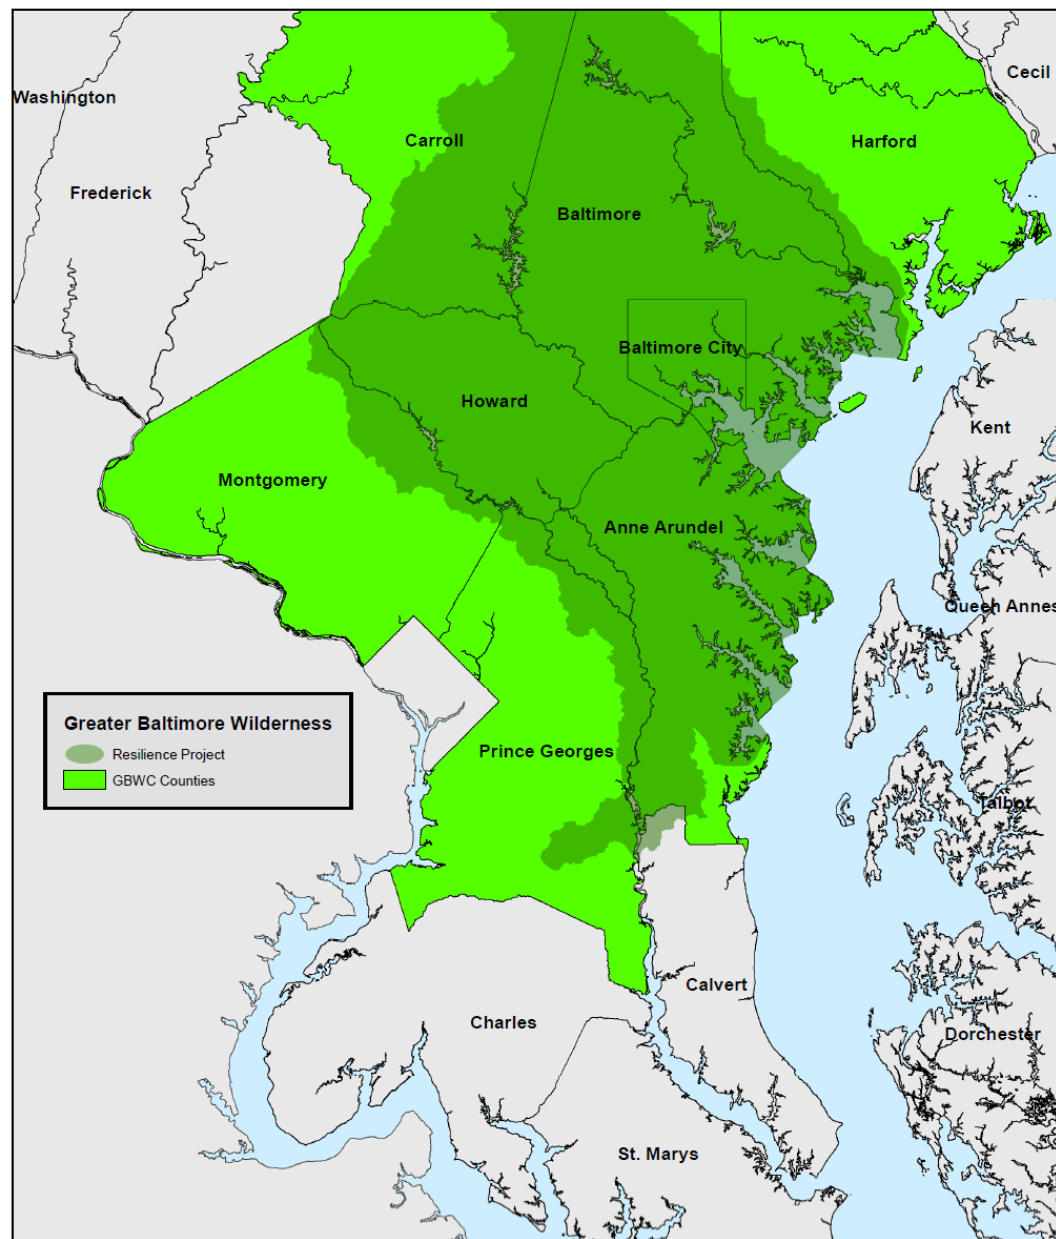 Cecil
Washington
Carroll
Harford
Frederick
Baltimore
Baltimore City
Howard
Kent
Montgomery
Anne Arundel
Queen Annes
Greater Baltimore Wilderness
Resilience Project
GBWC Counties
Prince Georges
Talbot
Calvert
Charles
Dorchester
St. Marys